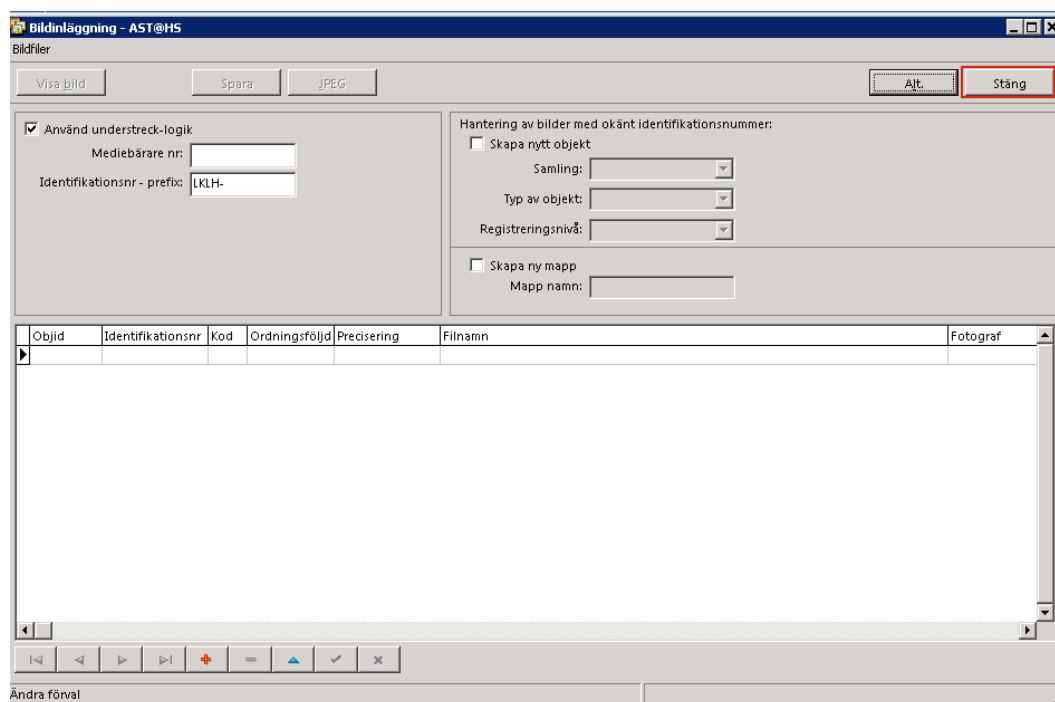 Bildinläggning - AST@HS
Bildfiler
Visa bild Spara JPEG Alt. Stäng
Använd understreck-logik
Mediebärare nr:
Identifikationsnr - prefix: LKLH-
Hantering av bilder med okänt identifikationsnummer:
Skapa nytt objekt
Samling:
Typ av objekt:
Registreringsnivå:
Skapa ny mapp
Mapp namn:
Objid Identifikationsnr Kod Ordningsföljd Precisering Filnamn Fotograf
Ändra förval